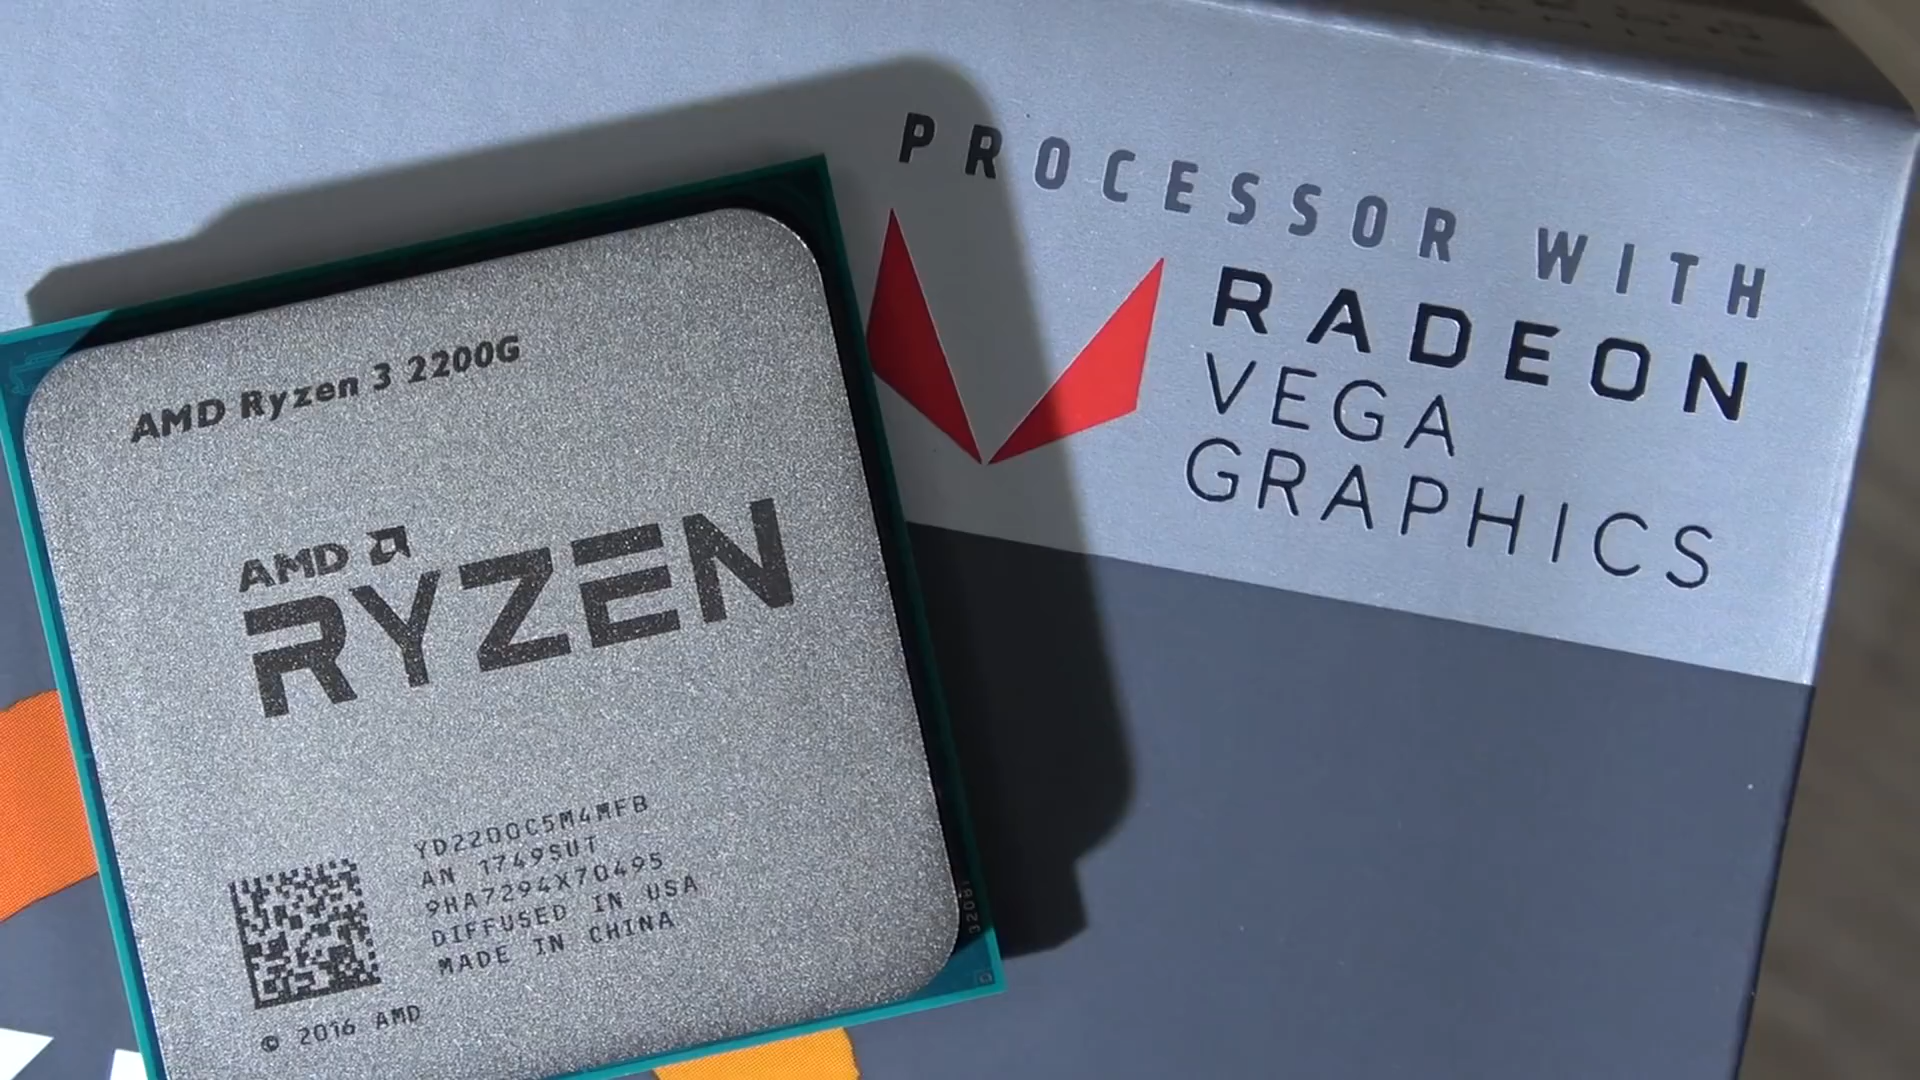 AMD Ryzen 3 2200G
AMD
RYZEN
YD2200C5M4MFB
AN 1749SUT
9HA7294X70495
DIFFUSED IN USA
MADE IN CHINA
© 2016 AMD
PROCESSOR WITH
RADEON
VEGA
GRAPHICS